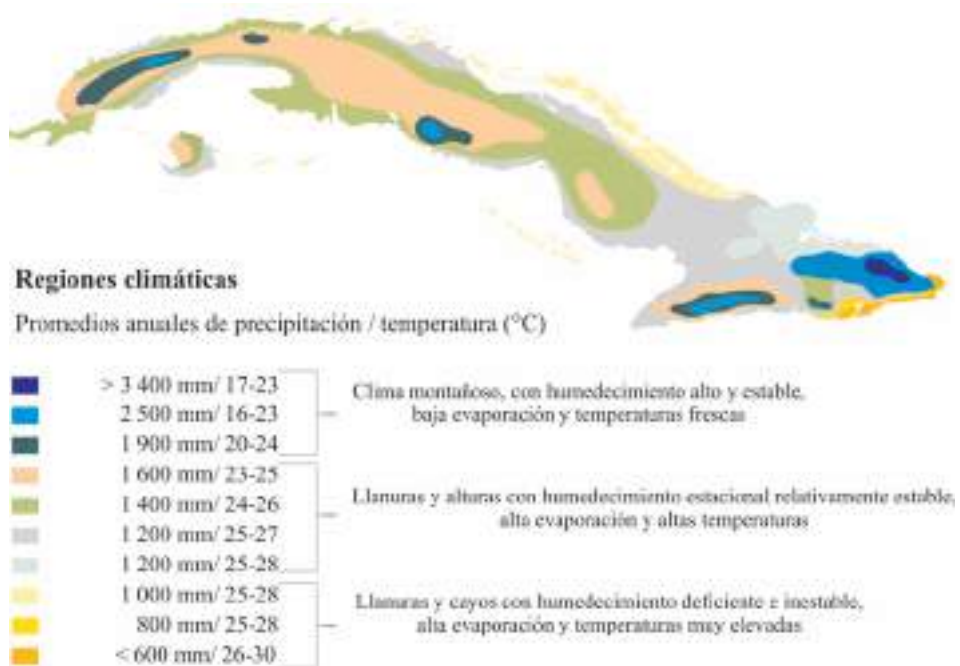 Regiones climáticas
Promedios anuales de precipitación / temperatura (°C)
> 3 400 mm/ 17-23
2 500 mm/ 16-23
1 900 mm/ 20-24
Clima montañoso, con humedecimiento alto y estable,
baja evaporación y temperaturas frescas
1 600 mm/ 23-25
1 400 mm/ 24-26
1 200 mm/ 25-27
1 200 mm/ 25-28
Llanuras y alturas con humedecimiento estacional relativamente estable,
alta evaporación y altas temperaturas
1 000 mm/ 25-28
800 mm/ 25-28
< 600 mm/ 26-30
Llanuras y cayos con humedecimiento deficiente e inestable,
alta evaporación y temperaturas muy elevadas